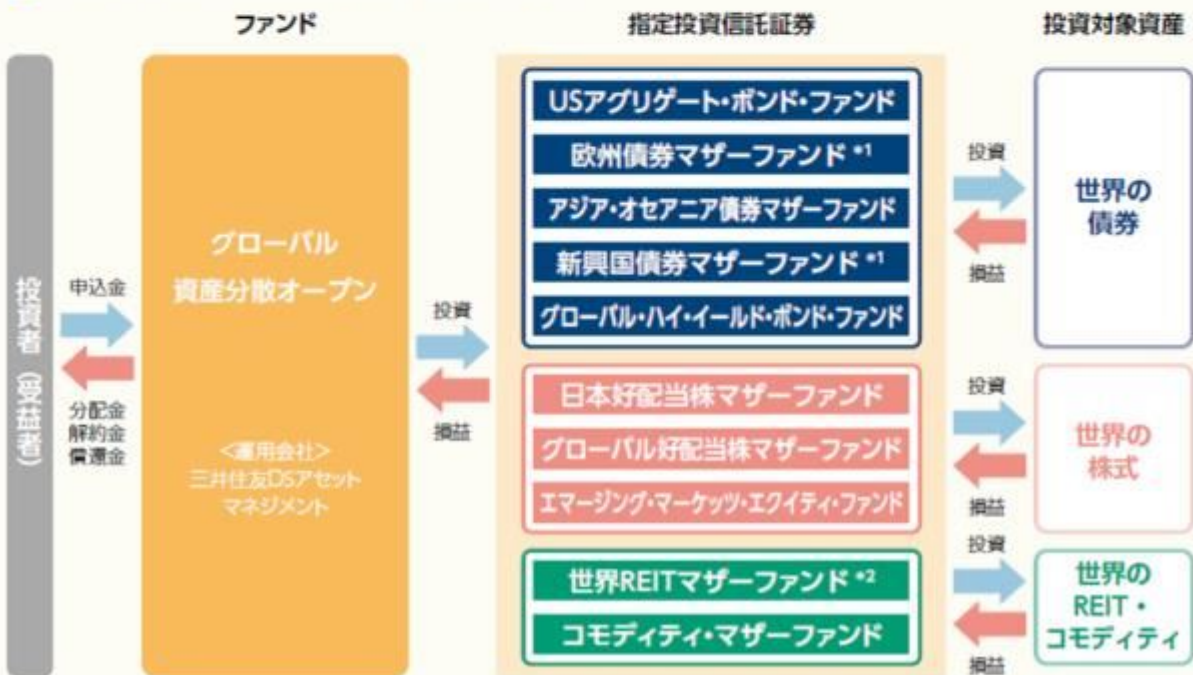 ファンド
指定投資信託証券
投資対象資産
投資者（受益者）
申込金
分配金
解約金
償還金
グローバル
資産分散オープン
<運用会社>
三井住友DSアセット
マネジメント
投資
損益
USアグリゲート・ボンド・ファンド
欧州債券マザーファンド *1
アジア・オセアニア債券マザーファンド
新興国債券マザーファンド *1
グローバル・ハイ・イールド・ボンド・ファンド
投資
損益
世界の
債券
日本好配当株マザーファンド
グローバル好配当株マザーファンド
エマージング・マーケッツ・エクイティ・ファンド
投資
損益
世界の
株式
世界REITマザーファンド *2
コモディティ・マザーファンド
投資
損益
世界の
REIT・
コモディティ